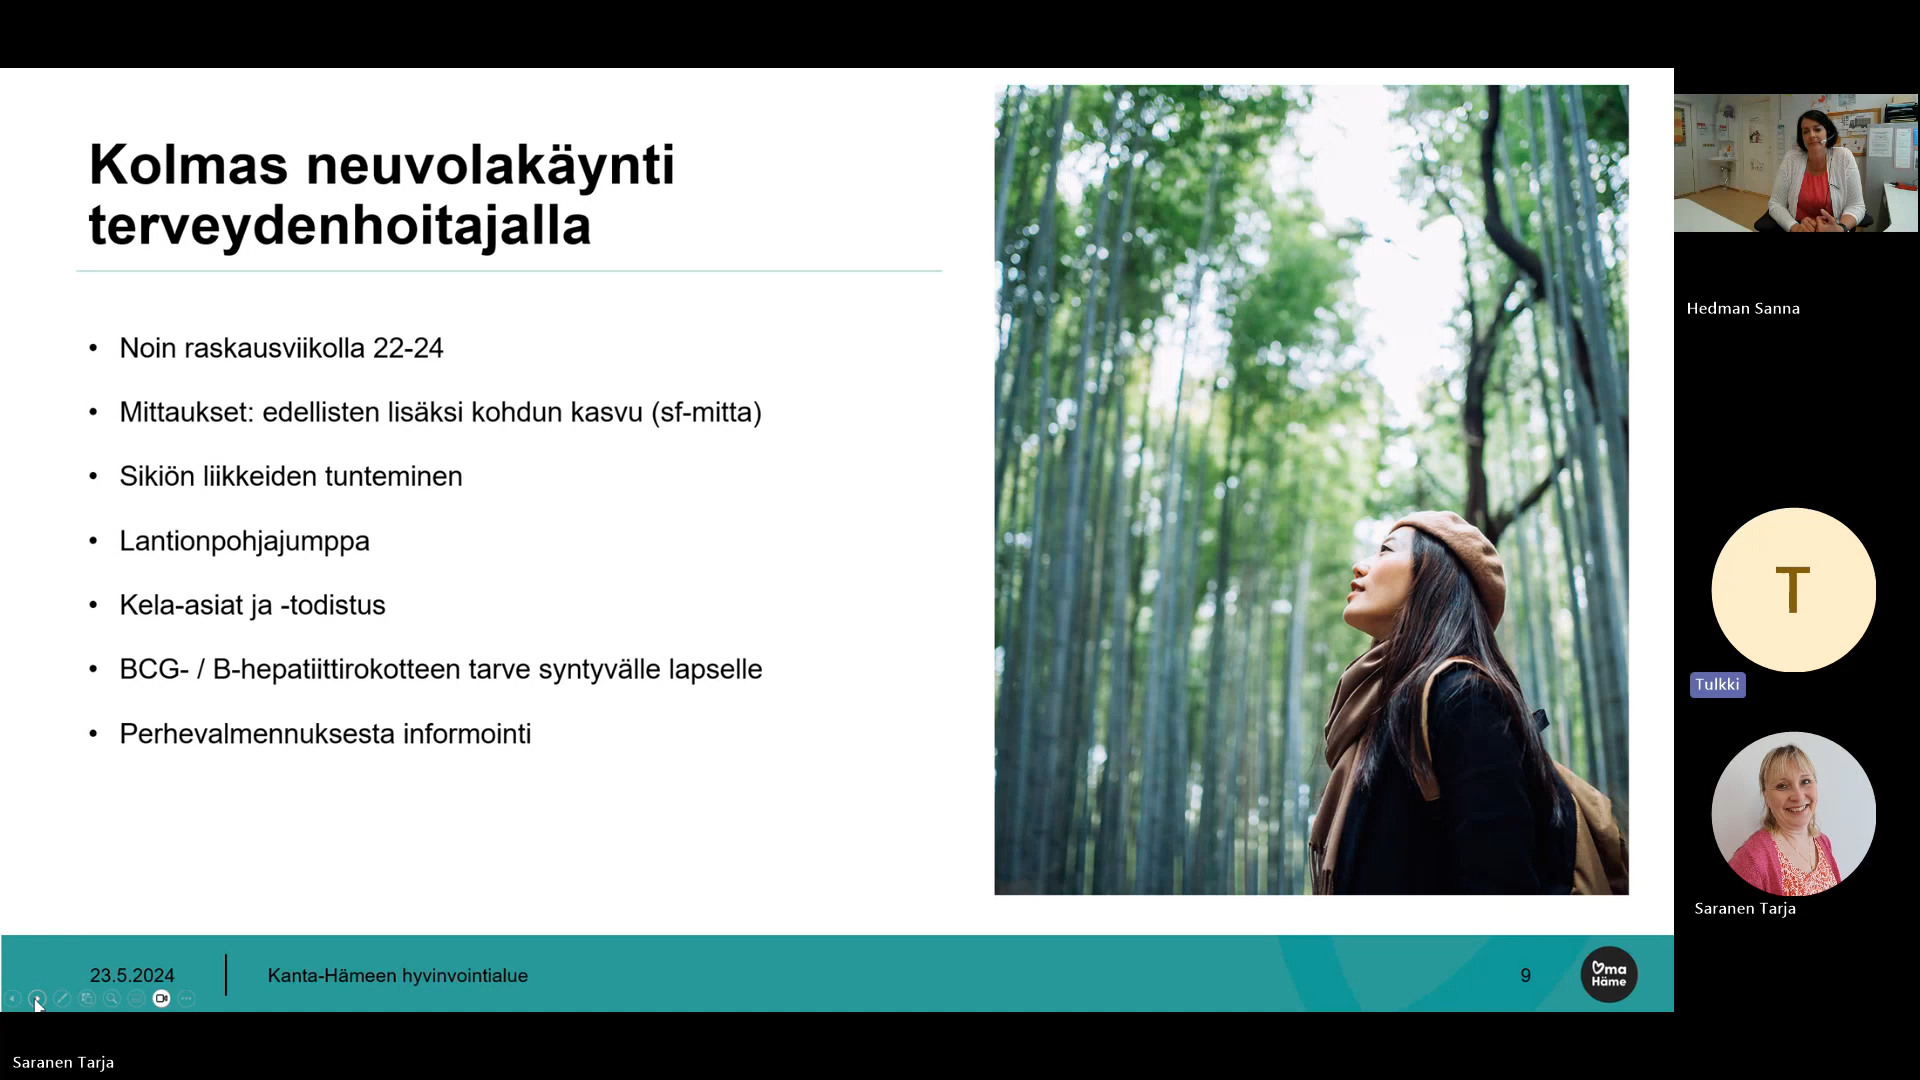 Kolmas neuvolakäynti
terveydenhoitajalla
• Noin raskausviikolla 22-24
• Mittaukset: edellisten lisäksi kohdun kasvu (sf-mitta)
• Sikiön liikkeiden tunteminen
• Lantionpohjajumppa
• Kela-asiat ja -todistus
• BCG- / B-hepatiittirokotteen tarve syntyvälle lapselle
• Perhevalmennuksesta informointi
23.5.2024
Kanta-Hämeen hyvinvointialue
9
Oma
Häme
Hedman Sanna
T
Tulkki
Saranen Tarja
Saranen Tarja